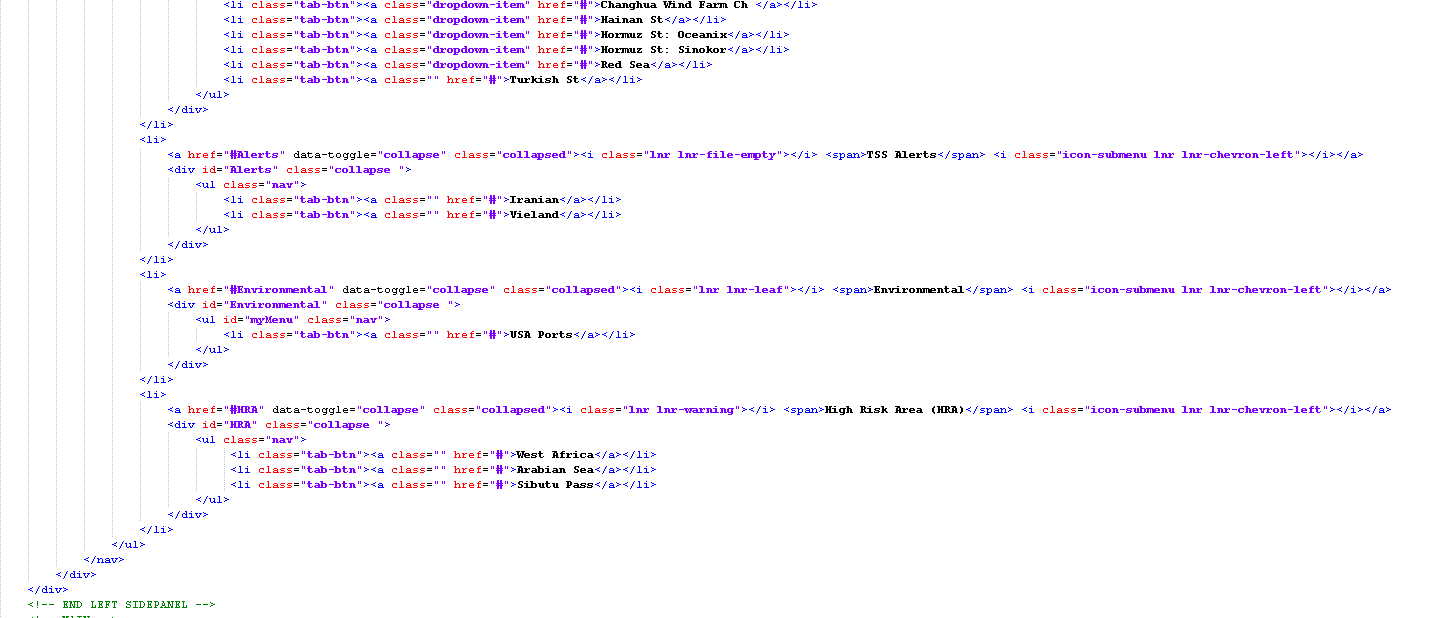 <li class="tab-btn"><a class="dropdown-item" href="#">Changhua Wind Farm Ch </a></li>
<li class="tab-btn"><a class="dropdown-item" href="#">Hainan St</a></li>
<li class="tab-btn"><a class="dropdown-item" href="#">Hormuz St: Oceanix</a></li>
<li class="tab-btn"><a class="dropdown-item" href="#">Hormuz St: Sinokor</a></li>
<li class="tab-btn"><a class="dropdown-item" href="#">Red Sea</a></li>
<li class="tab-btn"><a class="" href="#">Turkish St</a></li>
</ul>
</div>
</li>
<li>
<a href="#Alerts" data-toggle="collapse" class="collapsed"><i class="lnr lnr-file-empty"></i> <span>TSS Alerts</span> <i class="icon-submenu lnr lnr-chevron-left"></i></a>
<div id="Alerts" class="collapse ">
<ul class="nav">
<li class="tab-btn"><a class="" href="#">Iranian</a></li>
<li class="tab-btn"><a class="" href="#">Vieland</a></li>
</ul>
</div>
</li>
<li>
<a href="#Environmental" data-toggle="collapse" class="collapsed"><i class="lnr lnr-leaf"></i> <span>Environmental</span> <i class="icon-submenu lnr lnr-chevron-left"></i></a>
<div id="Environmental" class="collapse ">
<ul id="myMenu" class="nav">
<li class="tab-btn"><a class="" href="#">USA Ports</a></li>
</ul>
</div>
</li>
<li>
<a href="#HRA" data-toggle="collapse" class="collapsed"><i class="lnr lnr-warning"></i> <span>High Risk Area (HRA)</span> <i class="icon-submenu lnr lnr-chevron-left"></i></a>
<div id="HRA" class="collapse ">
<ul class="nav">
<li class="tab-btn"><a class="" href="#">West Africa</a></li>
<li class="tab-btn"><a class="" href="#">Arabian Sea</a></li>
<li class="tab-btn"><a class="" href="#">Sibutu Pass</a></li>
</ul>
</div>
</li>
</ul>
</nav>
</div>
</div>
<!-- END LEFT SIDEPANEL -->